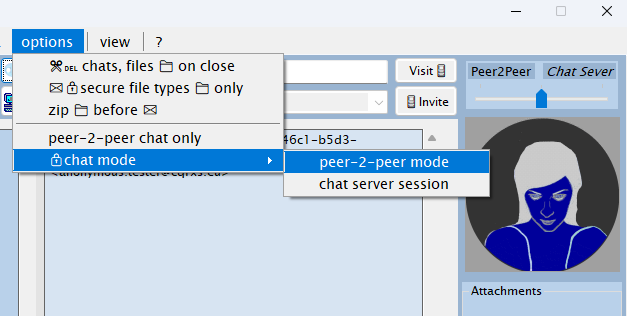 options view ?
⌘DEL chats, files 🗀 on close
✉ 🔒secure file types 🗀 only
zip 🗀 before ✉
peer-2-peer chat only
🔒chat mode
peer-2-peer mode
chat server session
Visit
Invite
46c1-b5d3-
Peer2Peer Chat Sever
Attachments